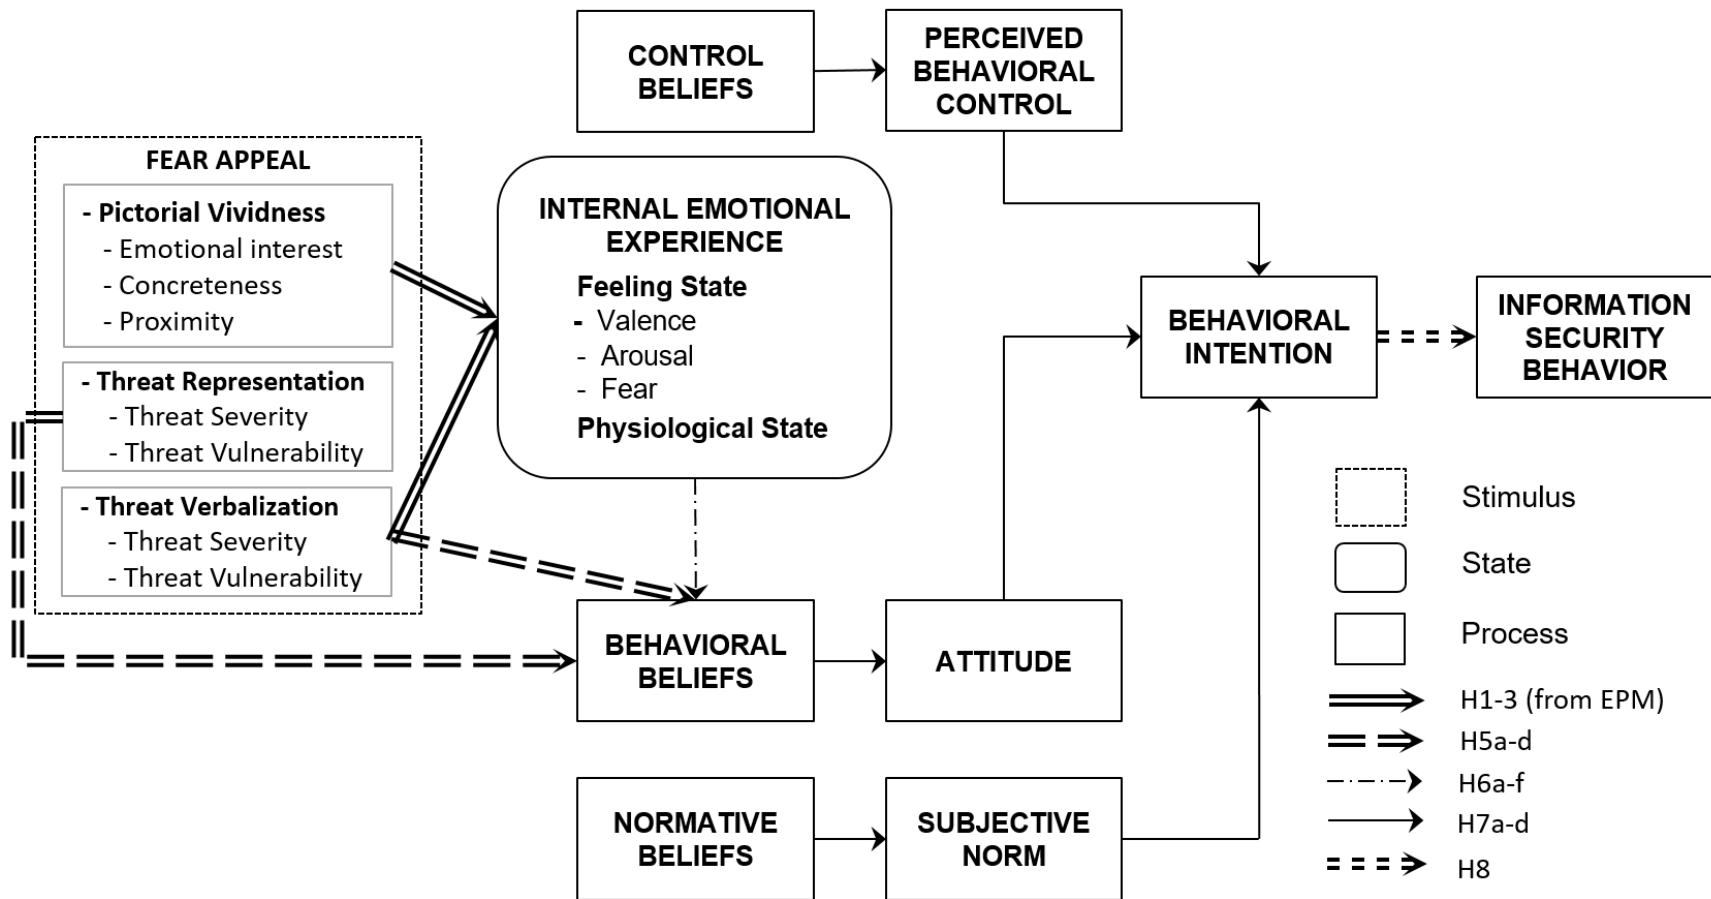 CONTROL
BELIEFS
PERCEIVED
BEHAVIORAL
CONTROL
FEAR APPEAL
- Pictorial Vividness
- Emotional interest
- Concreteness
- Proximity
- Threat Representation
- Threat Severity
- Threat Vulnerability
- Threat Verbalization
- Threat Severity
- Threat Vulnerability
INTERNAL EMOTIONAL
EXPERIENCE
Feeling State
- Valence
- Arousal
- Fear
Physiological State
BEHAVIORAL
INTENTION
INFORMATION
SECURITY
BEHAVIOR
BEHAVIORAL
BELIEFS
ATTITUDE
NORMATIVE
BELIEFS
SUBJECTIVE
NORM
Stimulus
State
Process
H1-3 (from EPM)
H5a-d
H6a-f
H7a-d
H8